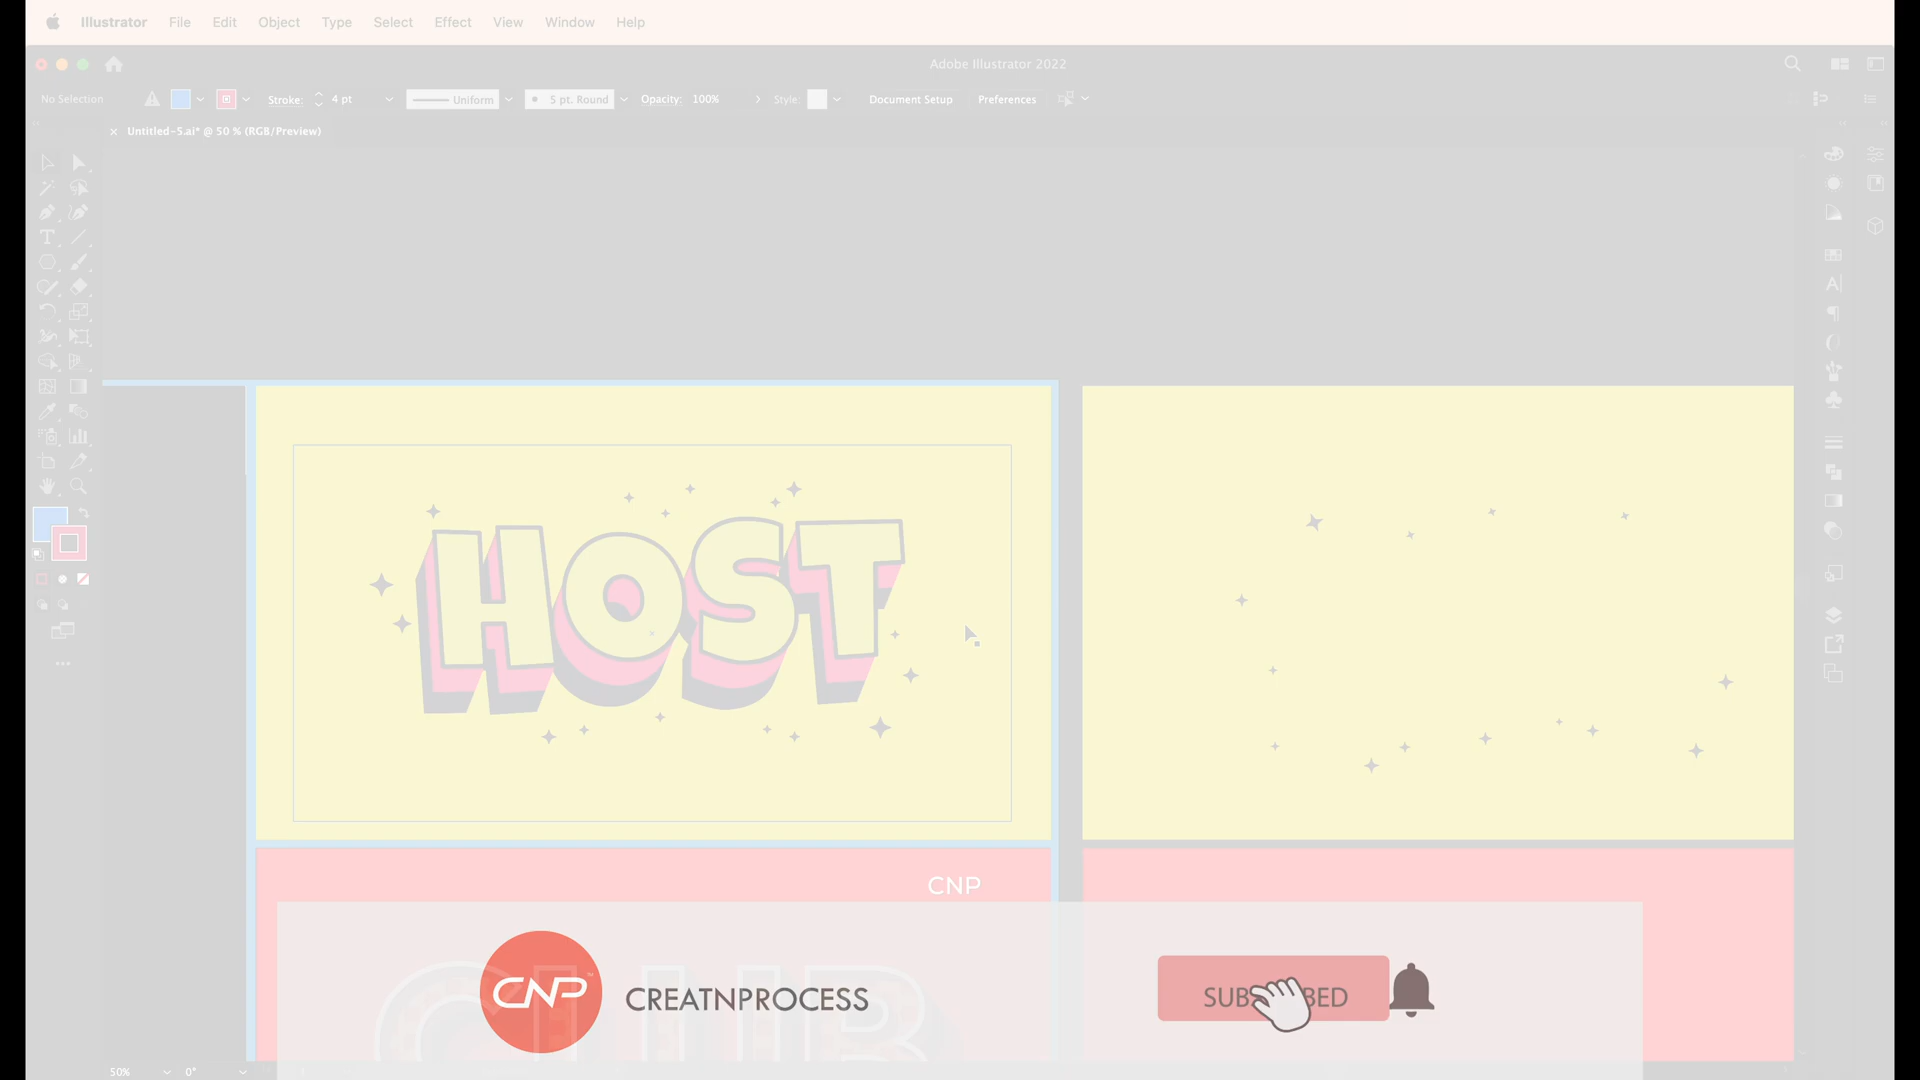 Illustrator File Edit Object Type Select Effect View Window Help
Adobe Illustrator 2022
No Selection Stroke: 4 pt Uniform 5 pt. Round Opacity: 100% Style: Document Setup Preferences
× Untitled-5.ai* @ 50 % (RGB/Preview)
HOST
CNP
CLUB
CNP™ CREATNPROCESS
50% 0°